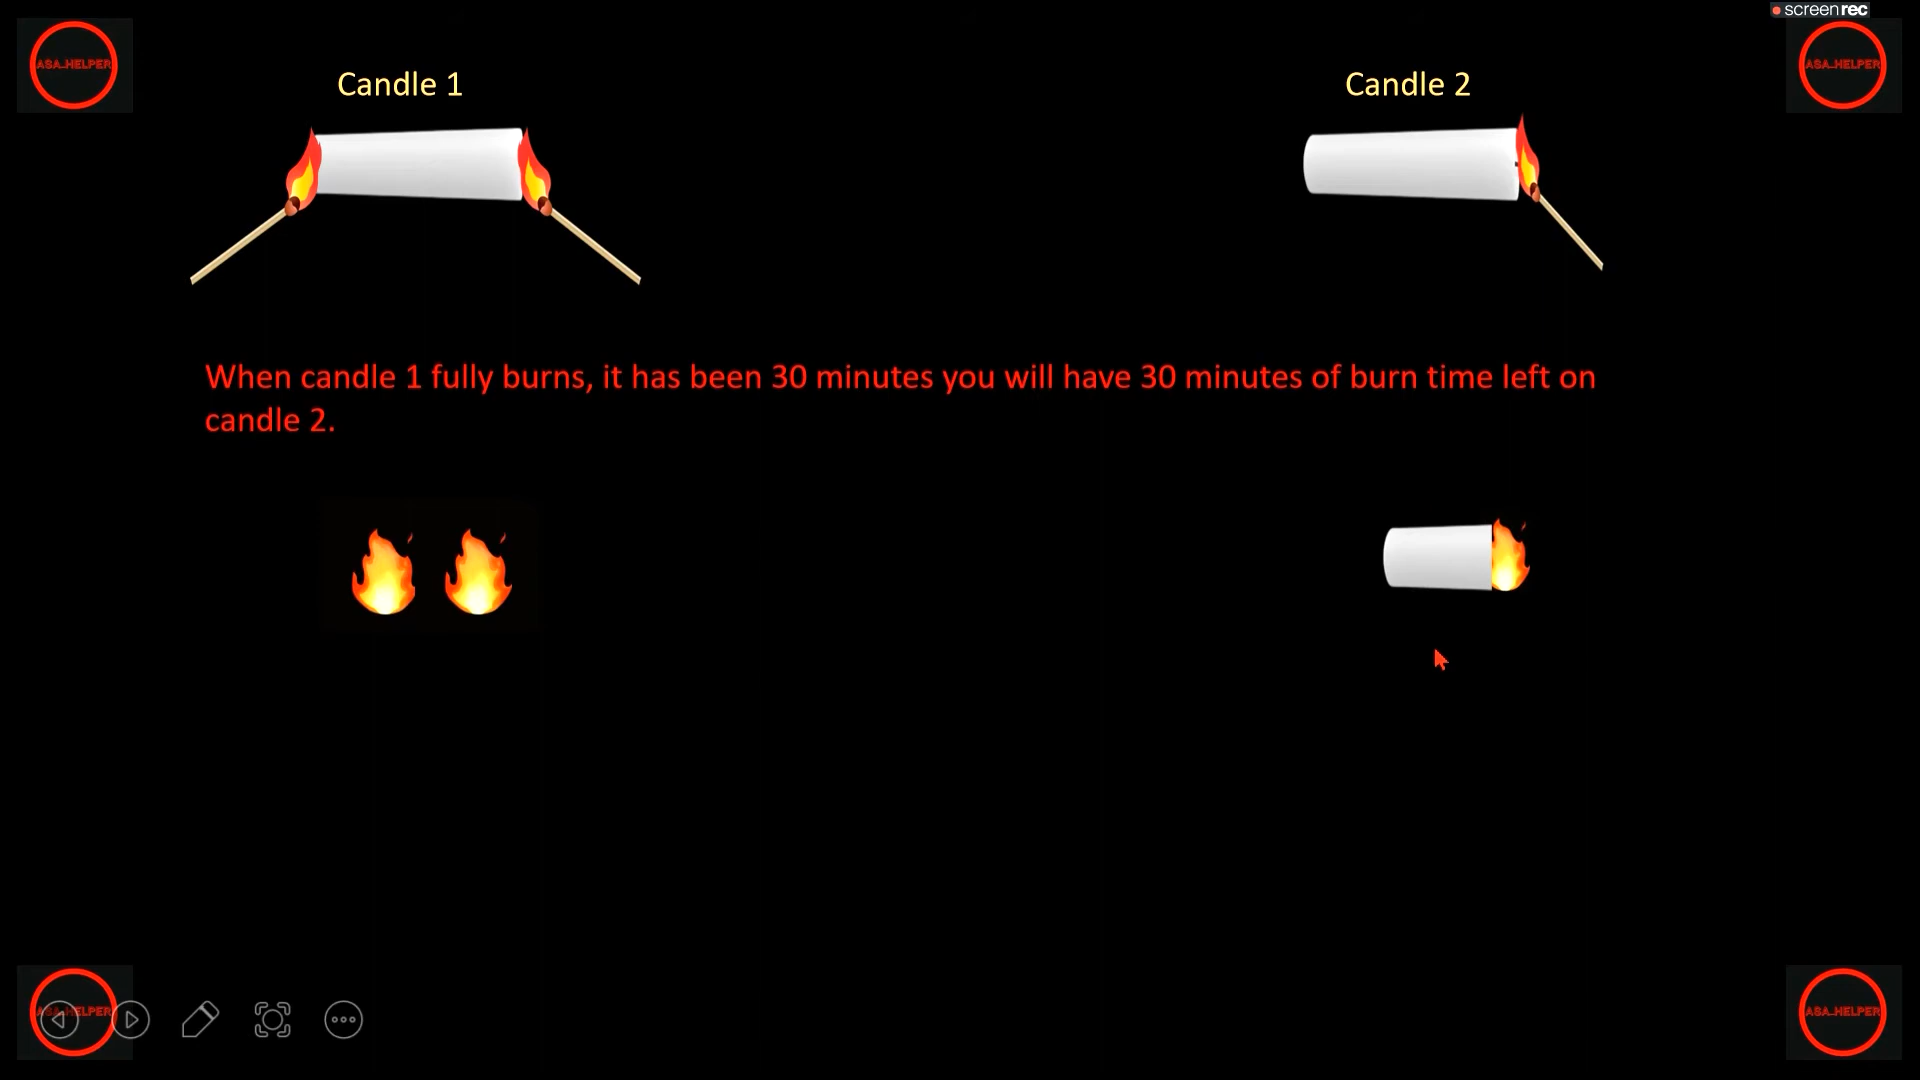 screenrec
ASA_HELPER
ASA_HELPER
Candle 1
Candle 2
When candle 1 fully burns, it has been 30 minutes you will have 30 minutes of burn time left on
candle 2.
ASA_HELPER
ASA_HELPER